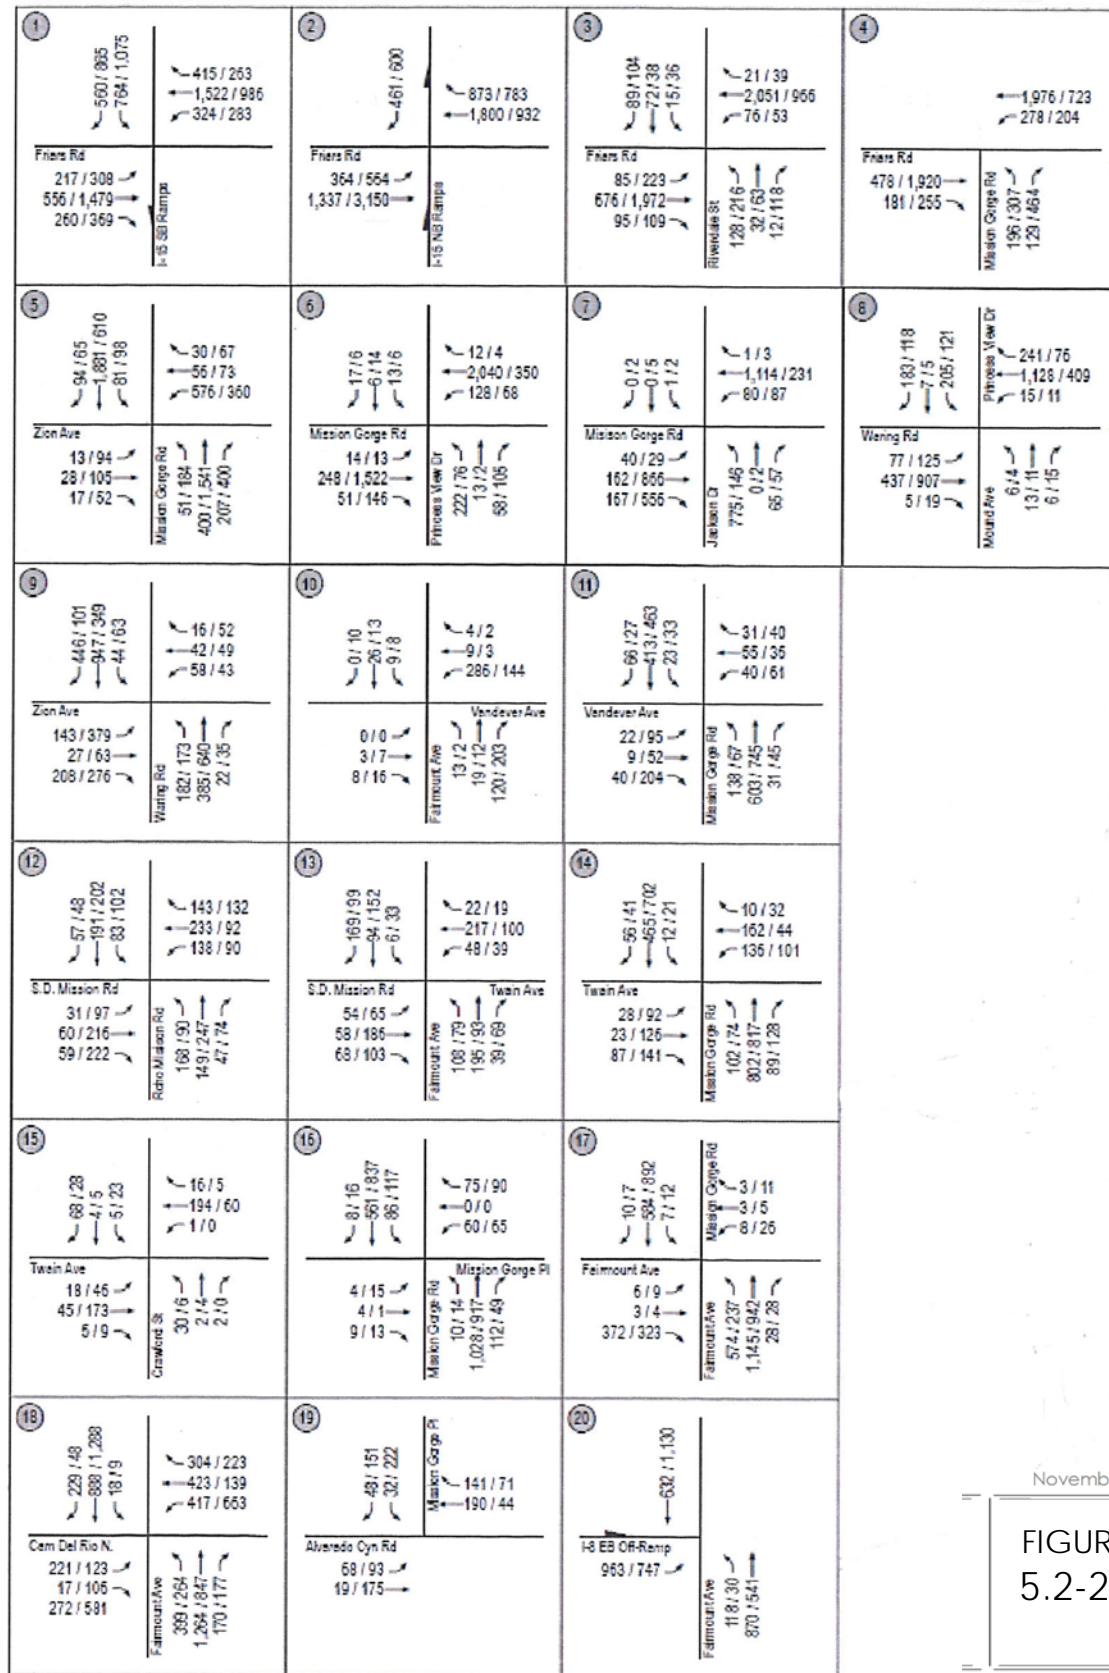 1
560 / 865
764 / 1,075
415 / 263
1,522 / 986
324 / 283
Friars Rd
217 / 308
556 / 1,479
260 / 369
I-15 SB Ramps
2
461 / 600
873 / 783
1,800 / 932
Friars Rd
364 / 564
1,337 / 3,150
I-15 NB Ramps
3
89 / 104
72 / 38
15 / 36
21 / 39
2,051 / 966
76 / 53
Friars Rd
85 / 223
676 / 1,972
95 / 109
Riverdale St
128 / 216
32 / 63
12 / 118
4
1,976 / 723
278 / 204
Friars Rd
478 / 1,920
181 / 255
Mission Gorge Rd
196 / 307
129 / 464
5
94 / 65
1,881 / 610
81 / 98
30 / 67
56 / 73
576 / 360
Zion Ave
13 / 94
28 / 105
17 / 52
Mission Gorge Rd
51 / 184
400 / 1,541
207 / 400
6
17 / 6
6 / 14
13 / 6
12 / 4
2,040 / 350
128 / 68
Mission Gorge Rd
14 / 13
248 / 1,522
51 / 146
Princess View Dr
222 / 76
13 / 2
58 / 105
7
0 / 2
0 / 5
1 / 2
1 / 3
1,114 / 231
80 / 87
Misison Gorge Rd
40 / 29
162 / 866
167 / 556
Jackson Dr
775 / 146
0 / 2
65 / 57
8
183 / 118
7 / 5
205 / 121
Princess View Dr
241 / 76
1,128 / 409
15 / 11
Waring Rd
77 / 125
437 / 907
5 / 19
Mound Ave
6 / 4
13 / 11
6 / 15
9
446 / 101
947 / 349
44 / 63
16 / 52
42 / 49
58 / 43
Zion Ave
143 / 379
27 / 63
208 / 276
Waring Rd
182 / 173
385 / 640
22 / 35
10
0 / 10
26 / 13
9 / 8
4 / 2
9 / 3
286 / 144
Vandever Ave
0 / 0
3 / 7
8 / 16
Fairmount Ave
13 / 2
19 / 12
120 / 203
11
66 / 27
413 / 463
23 / 33
31 / 40
55 / 35
40 / 61
Vandever Ave
22 / 95
9 / 52
40 / 204
Mission Gorge Rd
138 / 67
603 / 745
31 / 45
12
57 / 48
191 / 202
83 / 102
143 / 132
233 / 92
138 / 90
S.D. Mission Rd
31 / 97
60 / 216
59 / 222
Rcho Mission Rd
168 / 90
149 / 247
47 / 74
13
169 / 99
94 / 152
6 / 33
22 / 19
217 / 100
49 / 39
S.D. Mission Rd
Twain Ave
54 / 65
58 / 186
68 / 103
Fairmount Ave
108 / 79
195 / 93
39 / 69
14
56 / 41
465 / 702
12 / 21
10 / 32
162 / 44
136 / 101
Twain Ave
28 / 92
23 / 126
87 / 141
Mission Gorge Rd
102 / 74
802 / 817
89 / 128
15
68 / 28
4 / 5
5 / 23
16 / 5
194 / 60
1 / 0
Twain Ave
18 / 46
45 / 173
5 / 9
Crawford St
30 / 6
2 / 4
2 / 0
16
8 / 16
561 / 837
86 / 117
75 / 90
0 / 0
60 / 65
Mission Gorge Pl
4 / 15
4 / 1
9 / 13
Mission Gorge Rd
10 / 14
1,028 / 917
112 / 49
17
10 / 7
584 / 892
7 / 12
Mission Gorge Rd
3 / 11
3 / 5
8 / 26
Fairmount Ave
6 / 9
3 / 4
372 / 323
Fairmount Ave
574 / 237
1,145 / 942
28 / 28
18
229 / 48
888 / 1,288
18 / 9
304 / 223
423 / 139
417 / 663
Cam Del Rio N.
221 / 123
17 / 106
272 / 581
Fairmount Ave
399 / 264
1,264 / 847
170 / 177
19
48 / 151
32 / 222
Mission Gorge Pl
141 / 71
190 / 44
Alvarado Cyn Rd
68 / 93
19 / 175
20
632 / 1,130
I-8 EB Off-Ramp
963 / 747
Fairmount Ave
118 / 30
870 / 541
Novemb
FIGUR
5.2-2